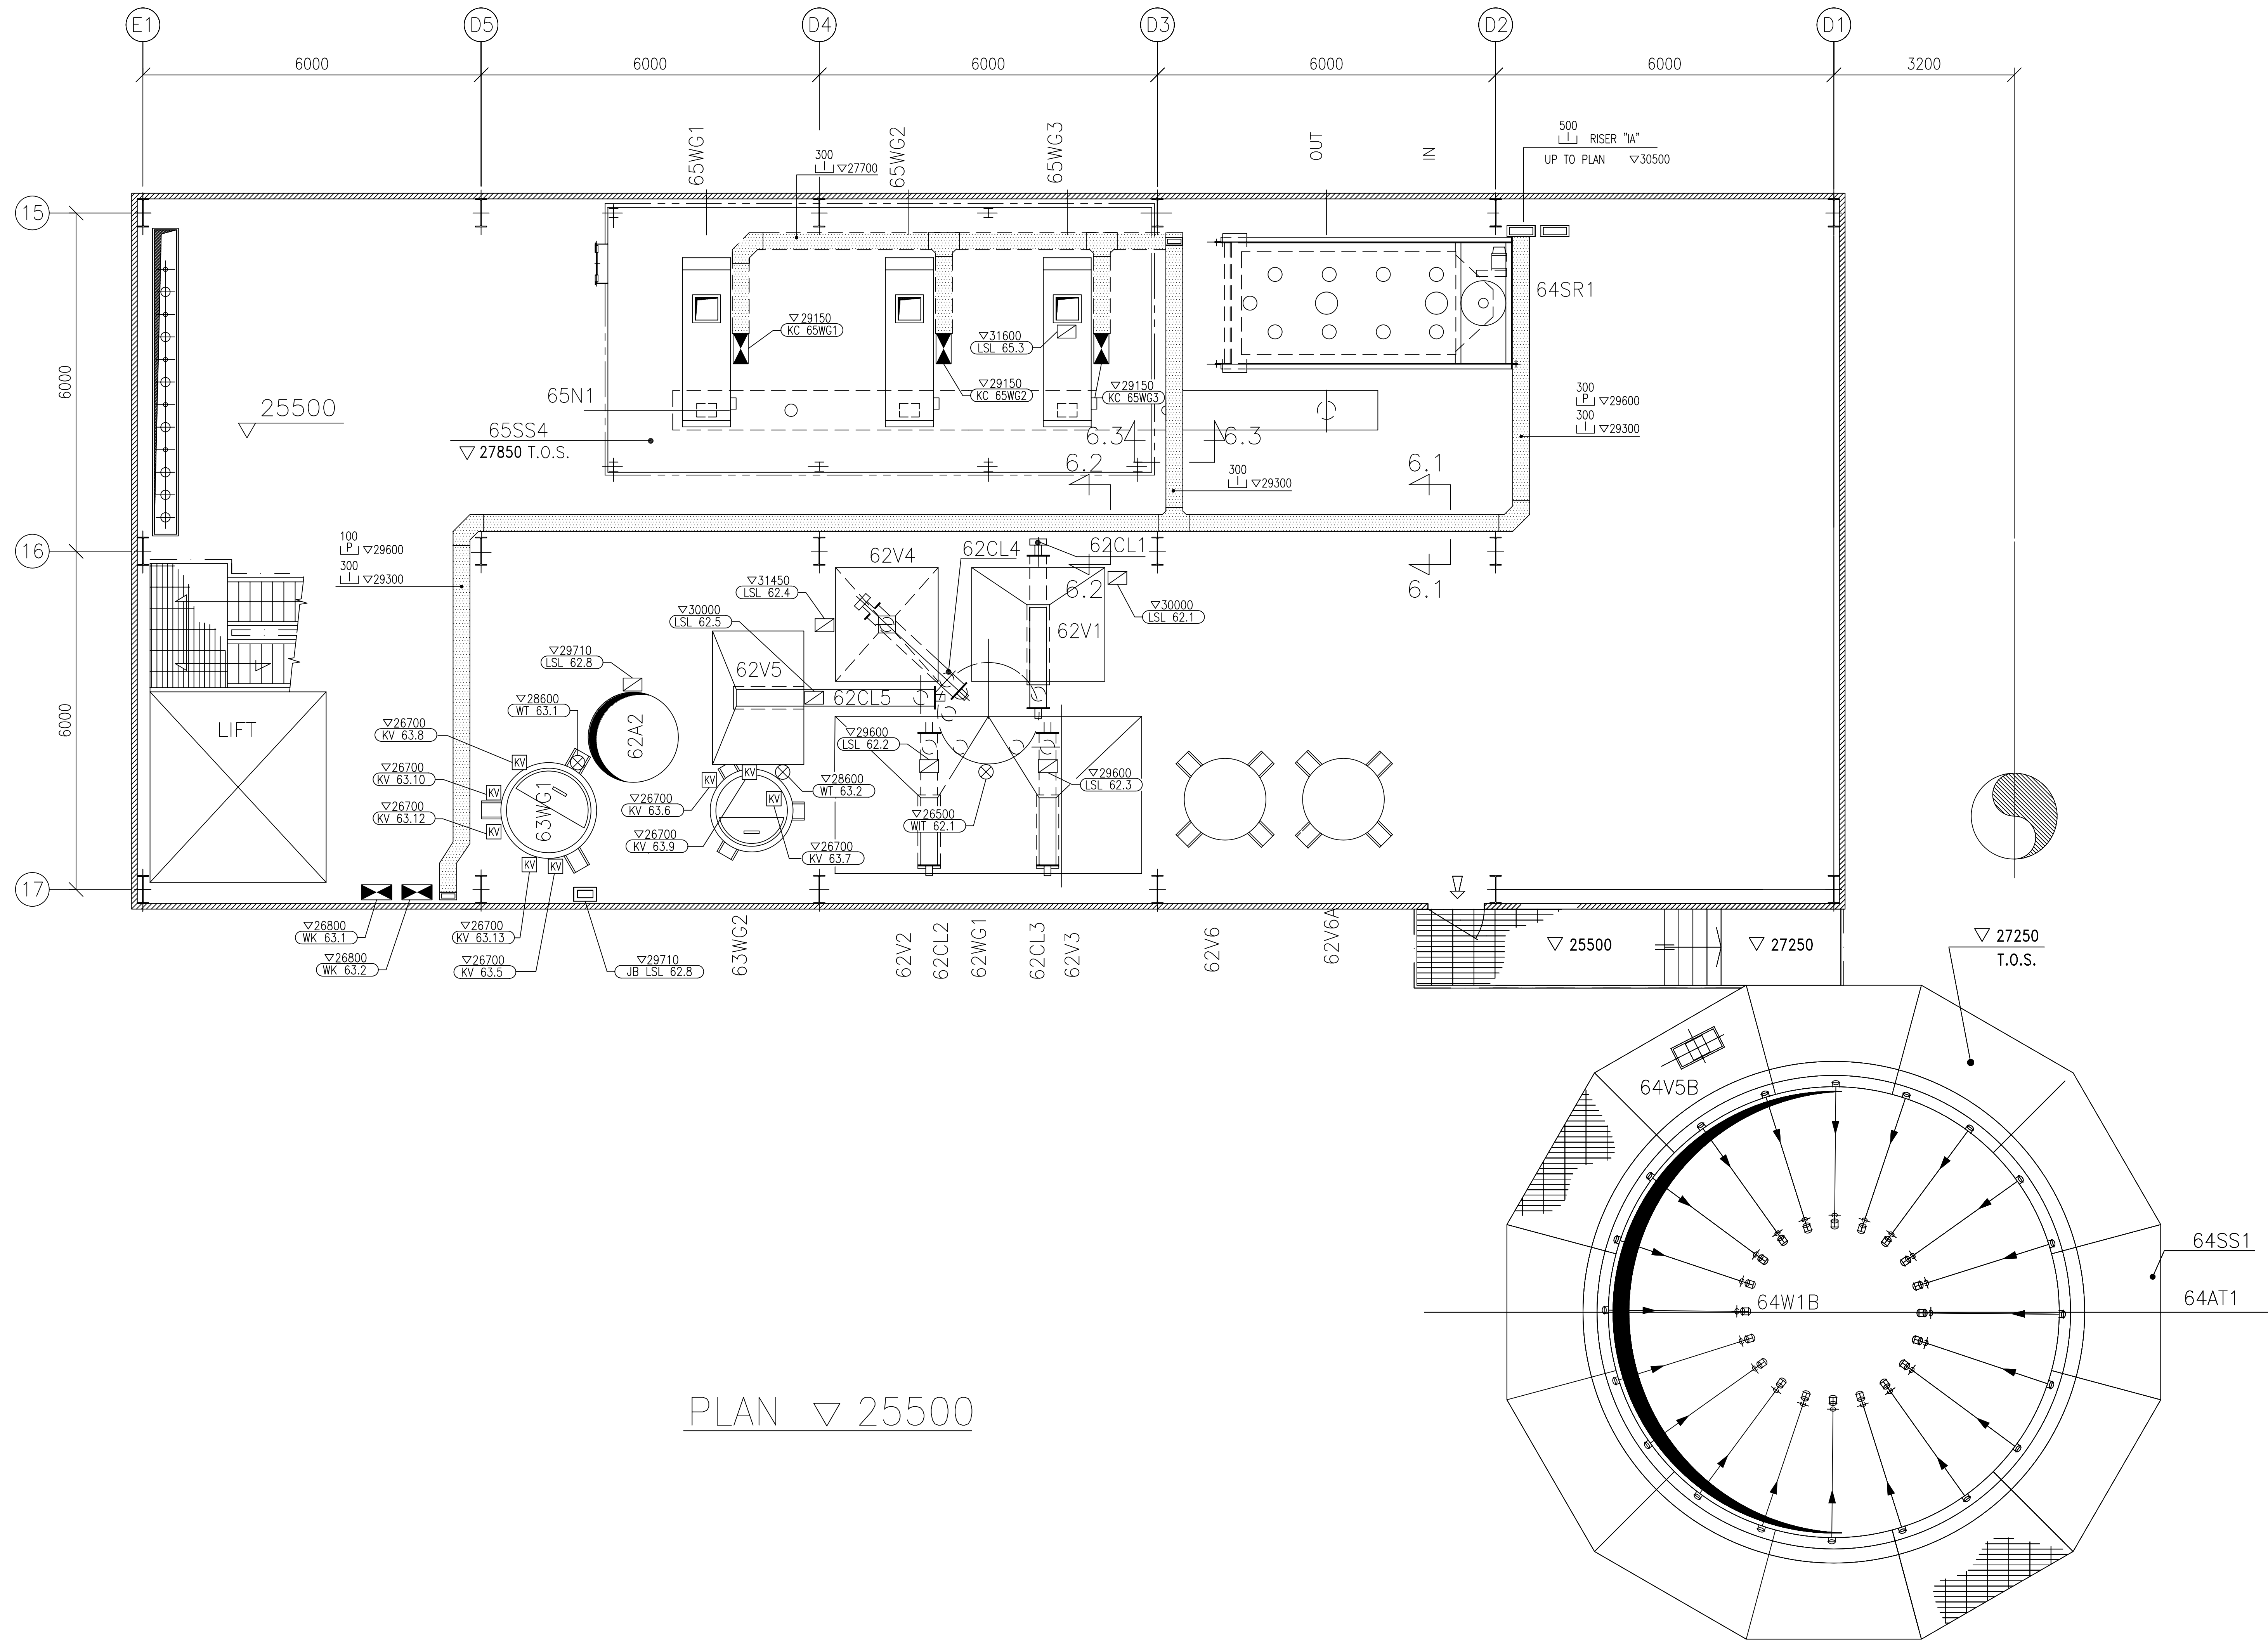 E1
D5
D4
D3
D2
D1
6000
6000
6000
6000
6000
3200
65WG1
65WG2
65WG3
OUT
IN
500
RISER "IA"
UP TO PLAN ▽30500
300
▽27700
15
64SR1
▽29150
KC 65WG1
▽31600
LSL 65.3
▽29150
KC 65WG2
▽29150
KC 65WG3
6000
25500
▽
65N1
65SS4
▽ 27850 T.O.S.
300
P ▽29600
300
▽29300
6.3
6.3
6.2
6.1
300
▽29300
16
100
P ▽29600
300
▽29300
62V4
62CL4
62CL1
6.2
6.1
▽31450
LSL 62.4
▽30000
LSL 62.5
▽30000
LSL 62.1
62V1
▽29710
LSL 62.8
62V5
62CL5
6000
▽28600
WT 63.1
62A2
LIFT
▽26700
KV 63.8
▽29600
LSL 62.2
▽26700
KV 63.10
▽28600
WT 63.2
▽29600
LSL 62.3
▽26700
KV 63.12
63WG1
▽26700
KV 63.6
▽26500
WIT 62.1
▽26700
KV 63.9
▽26700
KV 63.7
KV
KV
KV
KV
KV
KV
KV
KV
17
▽26800
WK 63.1
▽26800
WK 63.2
▽26700
KV 63.13
▽26700
KV 63.5
▽29710
JB LSL 62.8
63WG2
62V2
62CL2
62WG1
62CL3
62V3
62V6
62V6A
▽ 25500
▽ 27250
▽ 27250
T.O.S.
64V5B
64SS1
64AT1
64W1B
PLAN ▽ 25500